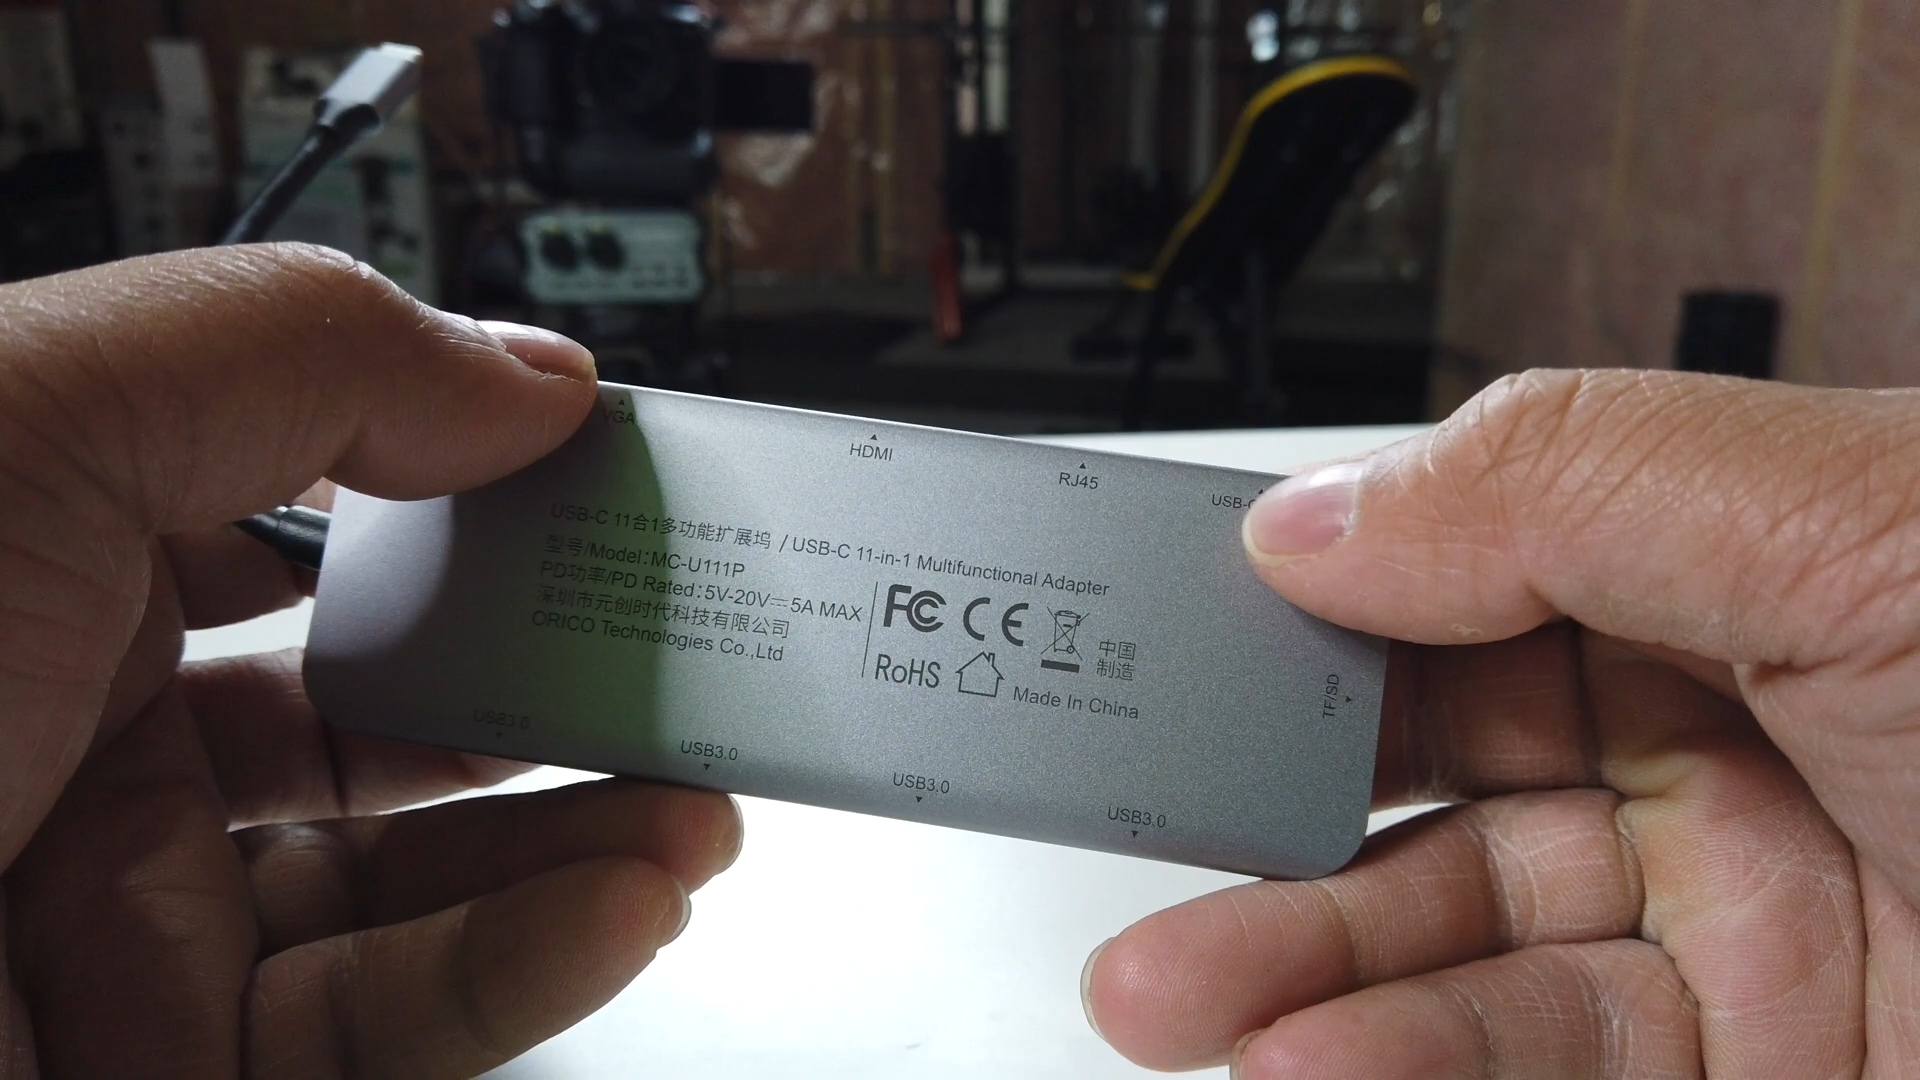 VGA
HDMI
RJ45
USB-C
USB-C 11合1多功能扩展坞 / USB-C 11-in-1 Multifunctional Adapter
型号/Model:MC-U111P
PD功率/PD Rated:5V-20V⎓5A MAX
深圳市元创时代科技有限公司
ORICO Technologies Co.,Ltd
FC CE
中国
制造
RoHS
Made In China
TF/SD
USB3.0
USB3.0
USB3.0
USB3.0